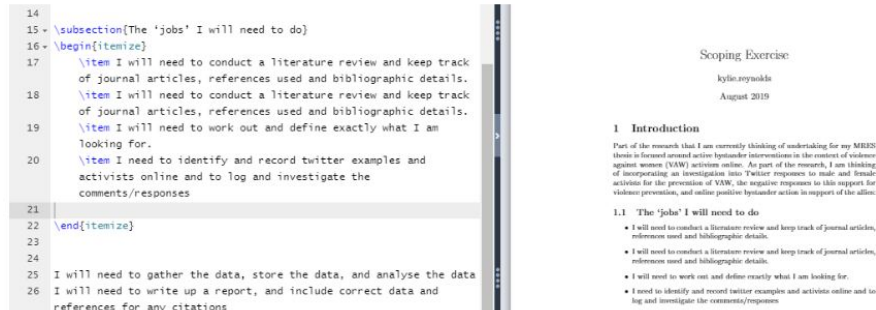 14
15 \subsection{The ‘jobs’ I will need to do}
16 \begin{itemize}
17 \item I will need to conduct a literature review and keep track
of journal articles, references used and bibliographic details.
18 \item I will need to conduct a literature review and keep track
of journal articles, references used and bibliographic details.
19 \item I will need to work out and define exactly what I am
looking for.
20 \item I need to identify and record twitter examples and
activists online and to log and investigate the
comments/responses
21
22 \end{itemize}
23
24
25 I will need to gather the data, store the data, and analyse the data
26 I will need to write up a report, and include correct data and
references for any citations
Scoping Exercise
kylie.reynolds
August 2019
1 Introduction
Part of the research that I am currently thinking of undertaking for my MRES
thesis is focused around active bystander interventions in the context of violence
against women (VAW) activism online. As part of the research, I am thinking
of incorporating an investigation into Twitter responses to male and female
activists for the prevention of VAW, the negative responses to this support for
violence prevention, and online positive bystander action in support of the allies:
1.1 The ‘jobs’ I will need to do
• I will need to conduct a literature review and keep track of journal articles,
references used and bibliographic details.
• I will need to conduct a literature review and keep track of journal articles,
references used and bibliographic details.
• I will need to work out and define exactly what I am looking for.
• I need to identify and record twitter examples and activists online and to
log and investigate the comments/responses